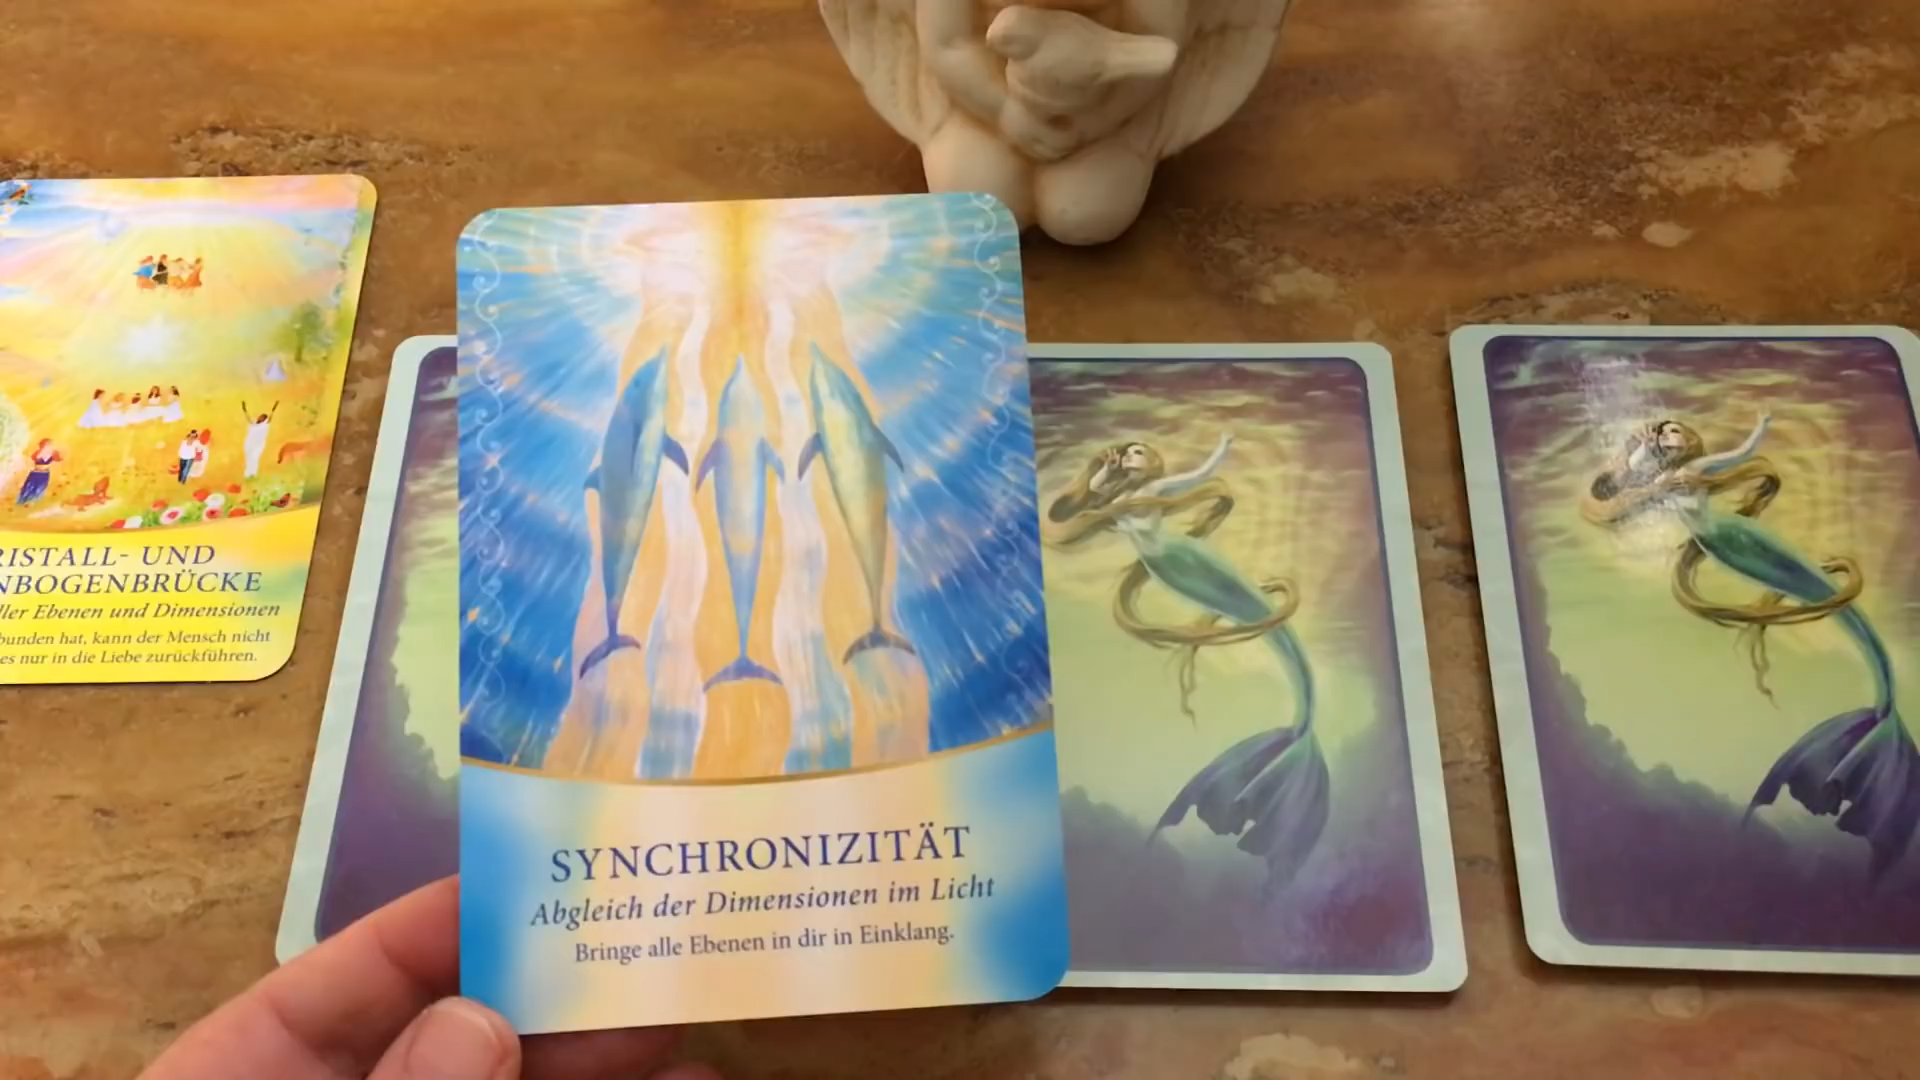 RISTALL- UND
NBOGENBRÜCKE
ller Ebenen und Dimensionen
bunden hat, kann der Mensch nicht
es nur in die Liebe zurückführen.
SYNCHRONIZITÄT
Abgleich der Dimensionen im Licht
Bringe alle Ebenen in dir in Einklang.